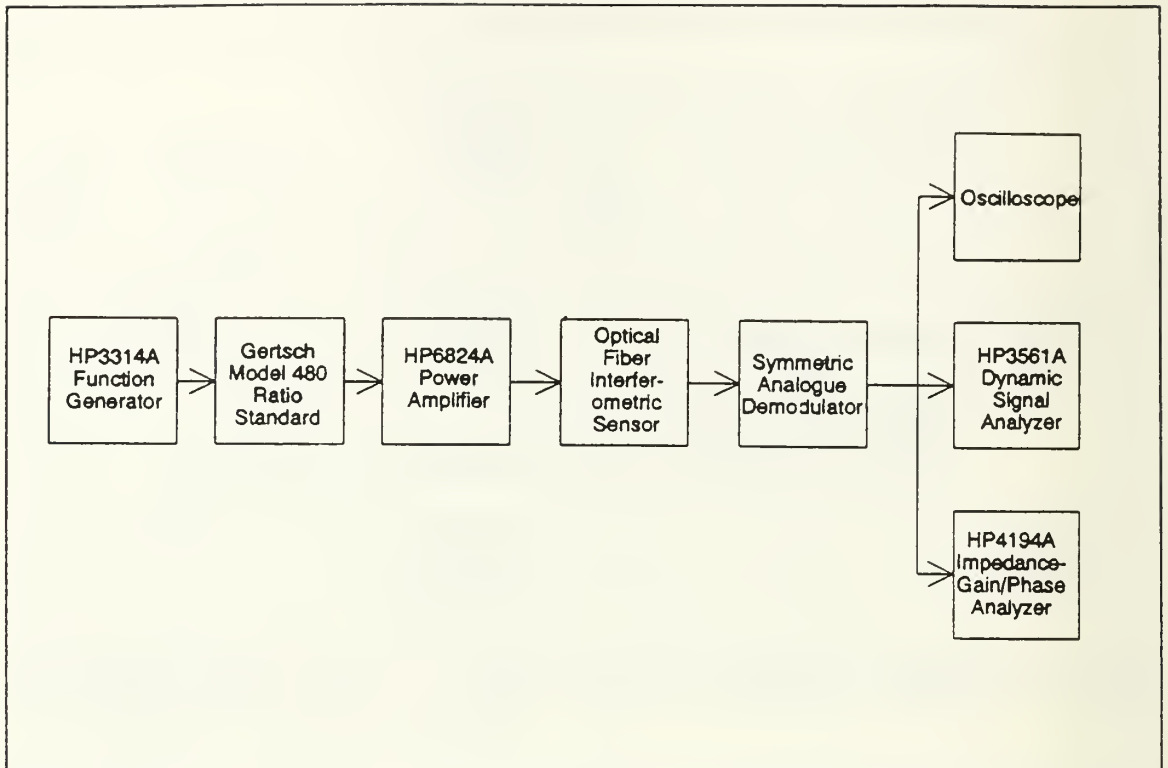 HP3314A
Function
Generator
Gertsch
Model 480
Ratio
Standard
HP6824A
Power
Amplifier
Optical
Fiber
Interfer-
ometric
Sensor
Symmetric
Analogue
Demodulator
Oscilloscope
HP3561A
Dynamic
Signal
Analyzer
HP4194A
Impedance-
Gain/Phase
Analyzer